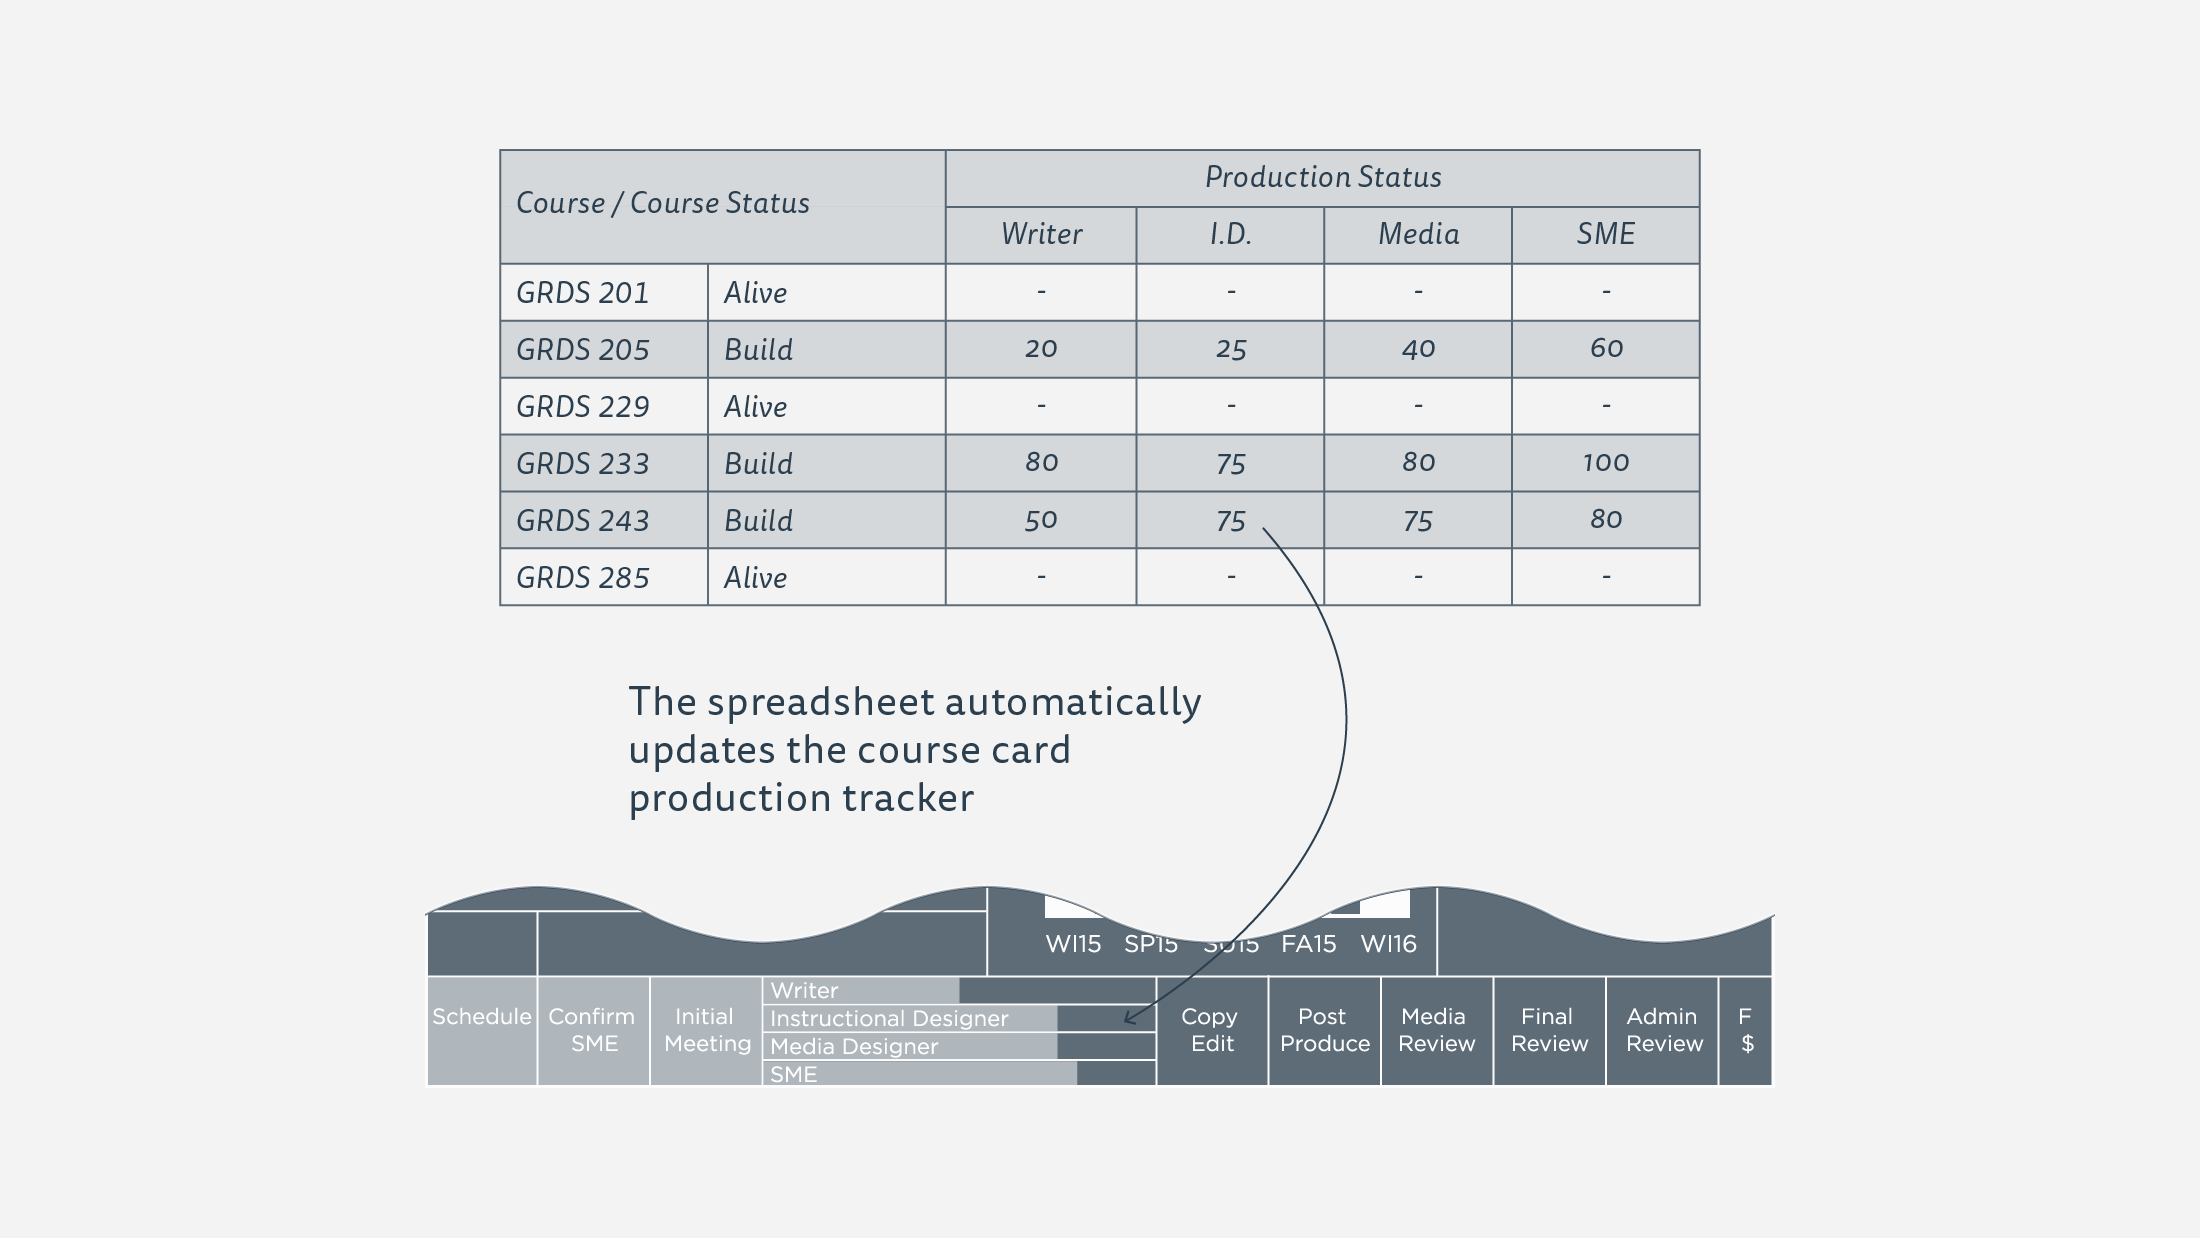 Course / Course Status
Production Status
Writer I.D. Media SME
GRDS 201 Alive - - - -
GRDS 205 Build 20 25 40 60
GRDS 229 Alive - - - -
GRDS 233 Build 80 75 80 100
GRDS 243 Build 50 75 75 80
GRDS 285 Alive - - - -
The spreadsheet automatically
updates the course card
production tracker
WI15 SP15 SU15 FA15 WI16
Schedule
Confirm
SME
Initial
Meeting
Writer
Instructional Designer
Media Designer
SME
Copy
Edit
Post
Produce
Media
Review
Final
Review
Admin
Review
F
$